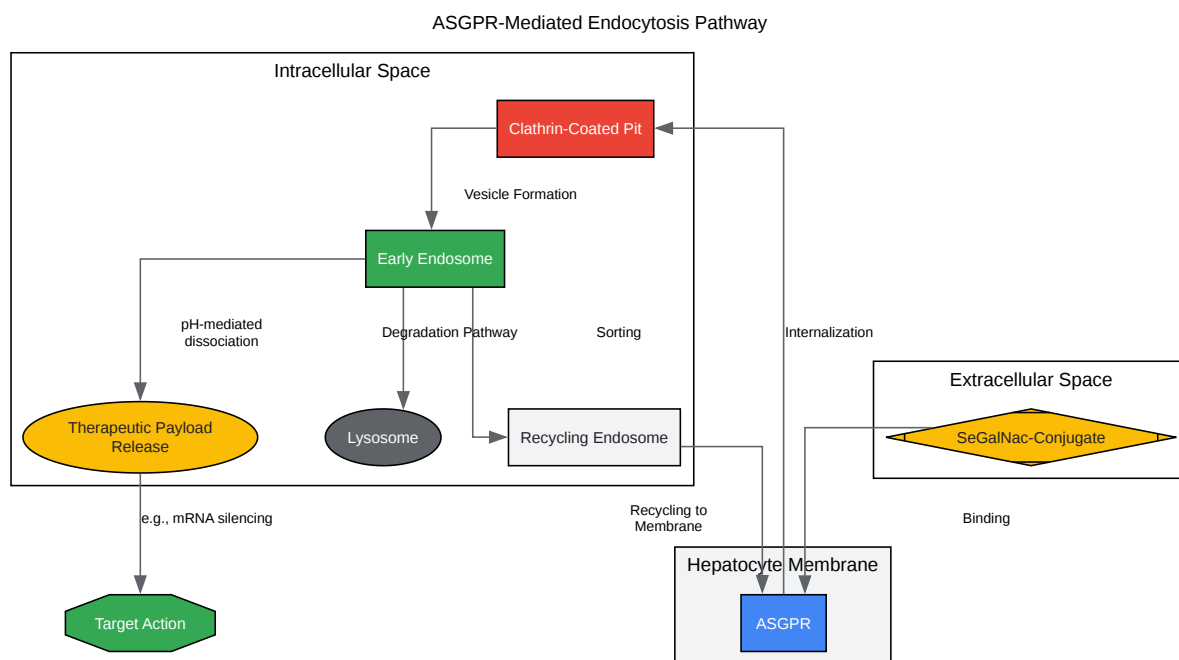 ASGPR-Mediated Endocytosis Pathway
Intracellular Space
Clathrin-Coated Pit
Vesicle Formation
Early Endosome
pH-mediated
dissociation
Degradation Pathway
Sorting
Internalization
Extracellular Space
Therapeutic Payload
Release
Lysosome
Recycling Endosome
SeGalNac-Conjugate
e.g., mRNA silencing
Recycling to
Membrane
Binding
Hepatocyte Membrane
Target Action
ASGPR